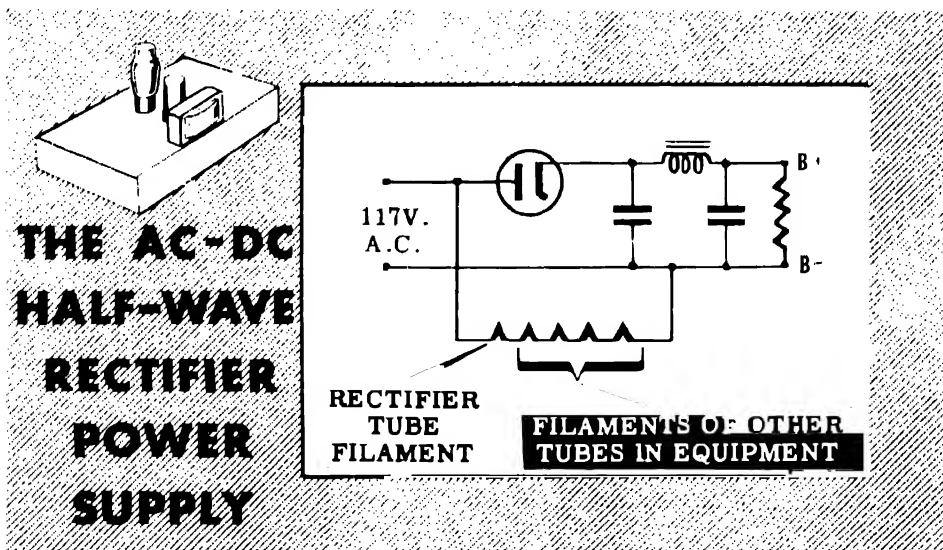 THE AC-DC
HALF-WAVE
RECTIFIER
POWER
SUPPLY
117V.
A.C.
B+
B-
RECTIFIER
TUBE
FILAMENT
FILAMENTS OF OTHER
TUBES IN EQUIPMENT